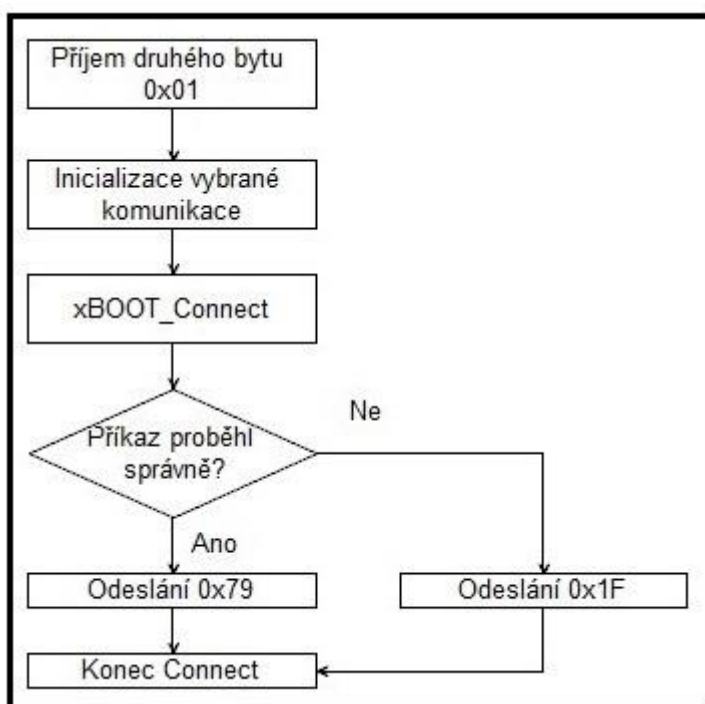 Příjem druhého bytu
0x01
Inicializace vybrané
komunikace
xBOOT_Connect
Příkaz proběhl
správně?
Ne
Ano
Odeslání 0x79
Odeslání 0x1F
Konec Connect